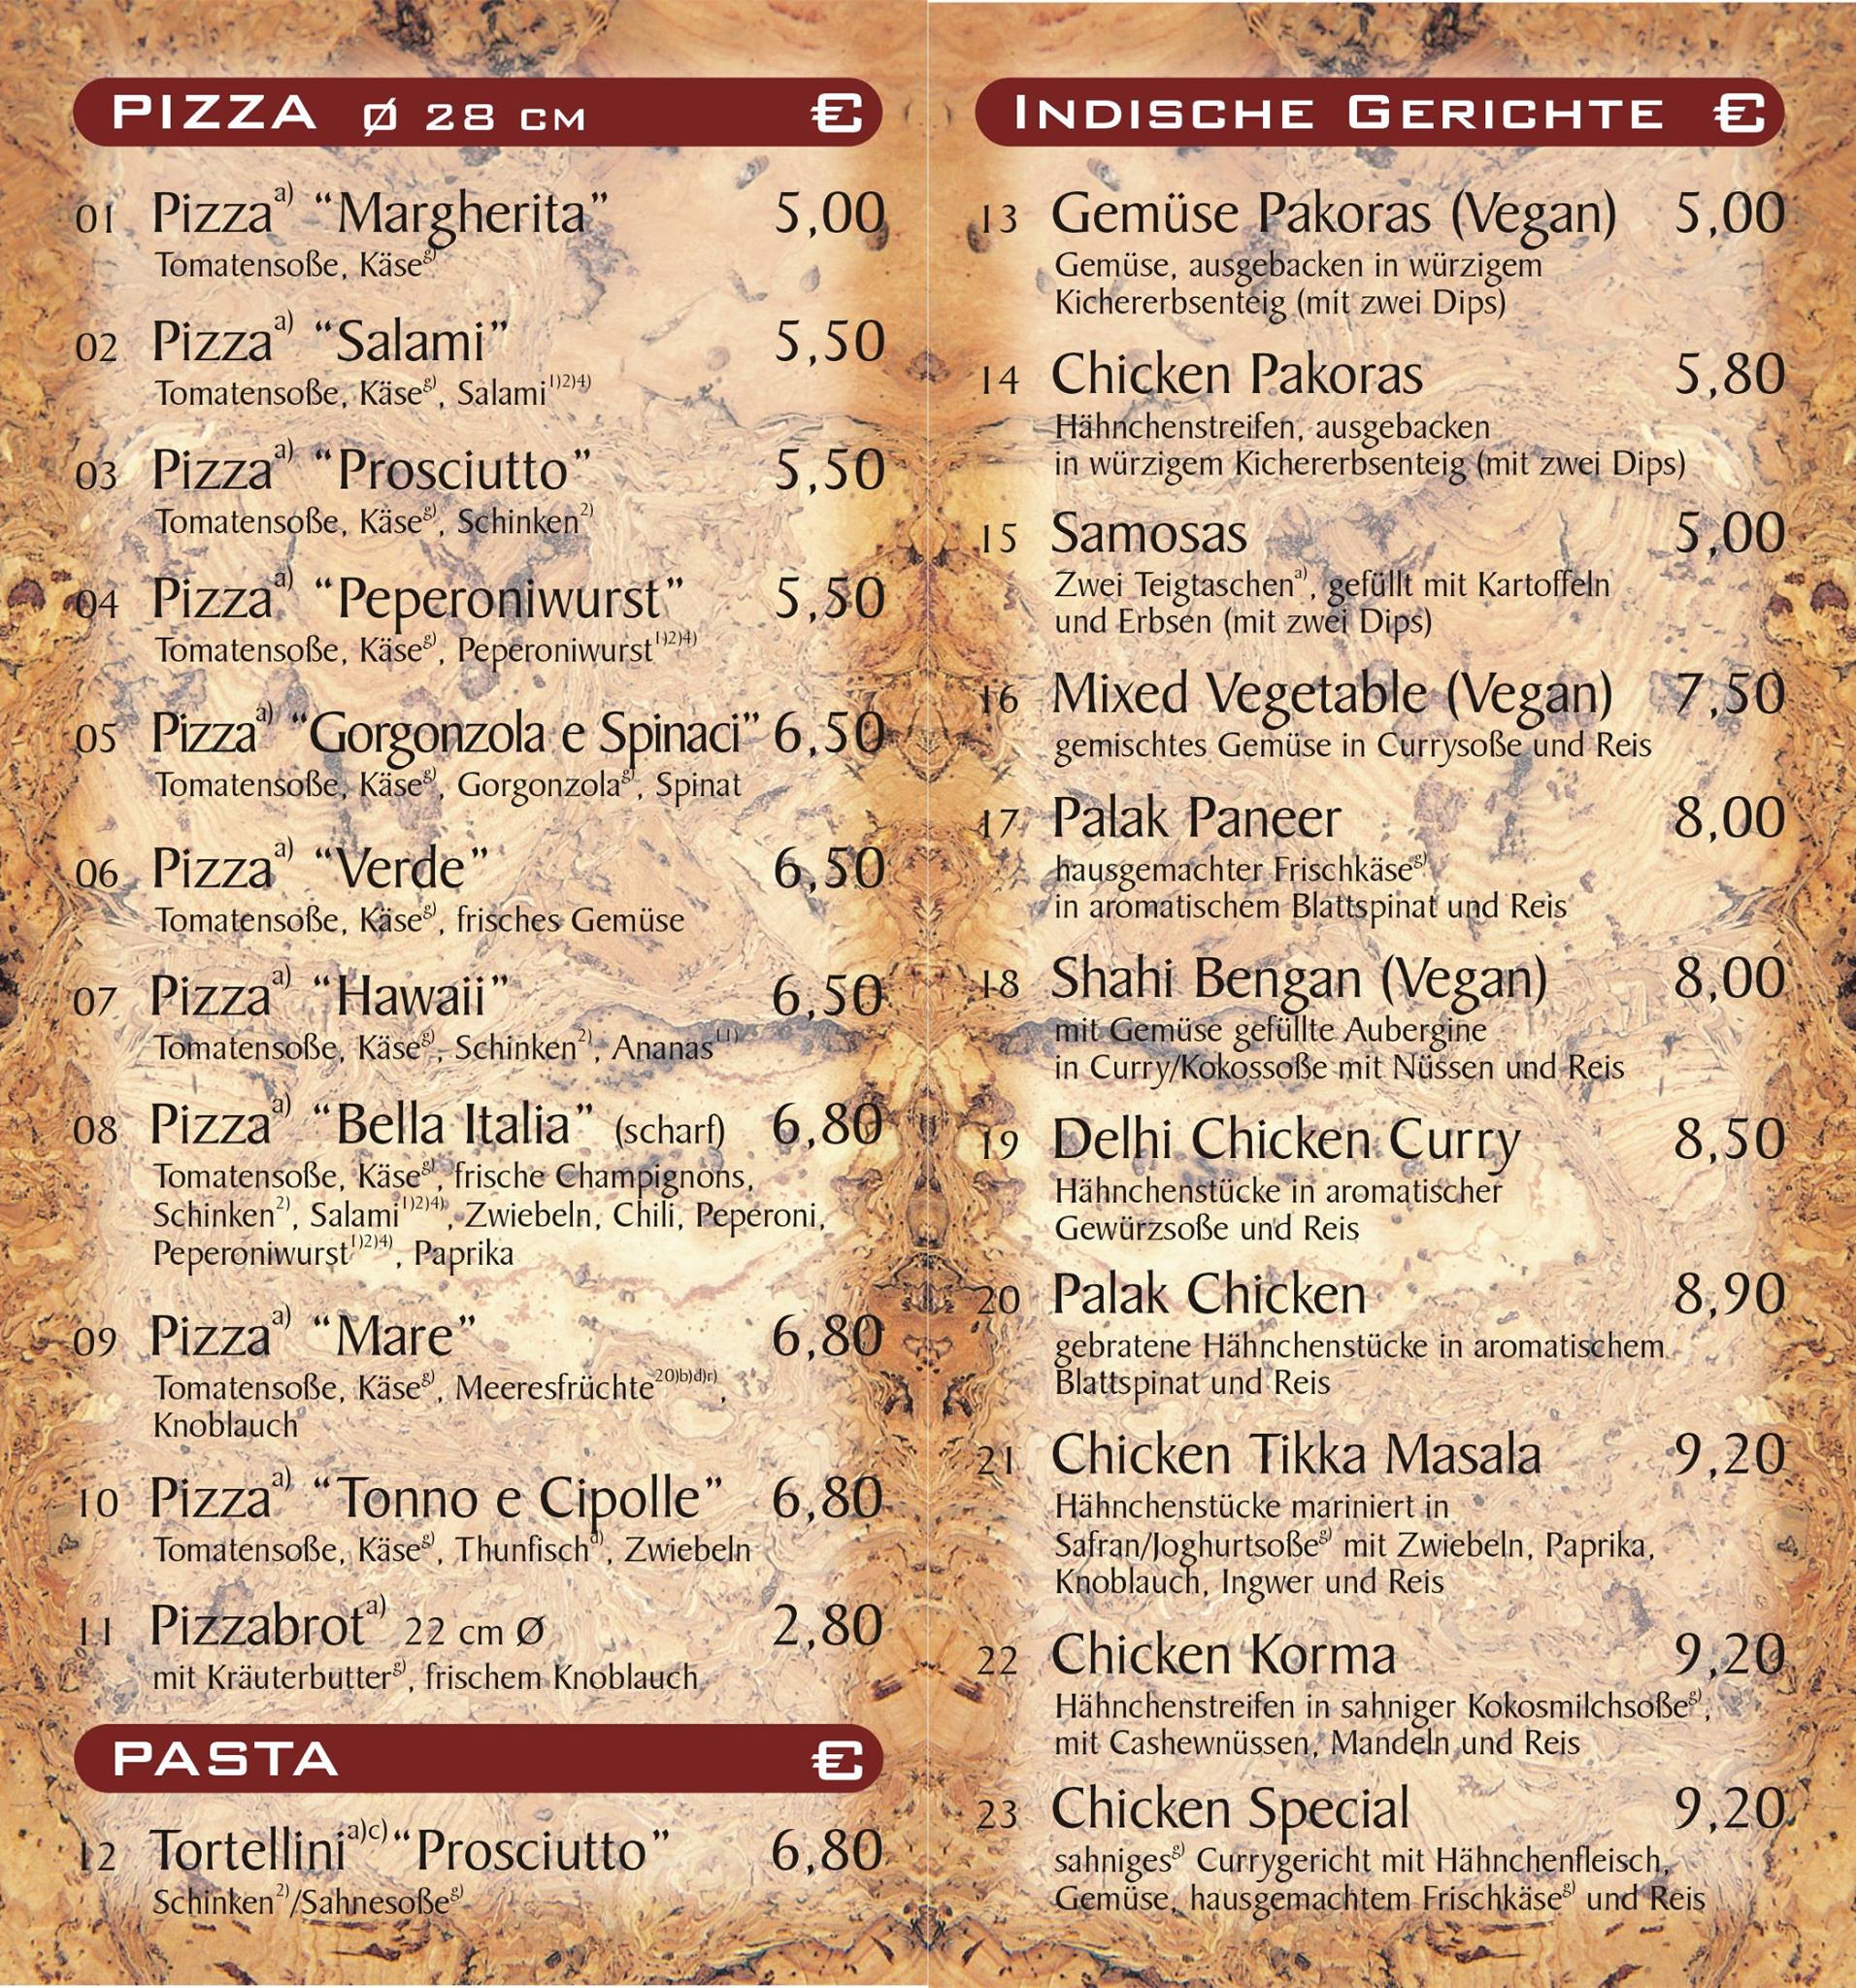 PIZZA Ø 28 CM €
01 Pizza a) “Margherita” 5,00
Tomatensoße, Käse g)
02 Pizza a) “Salami” 5,50
Tomatensoße, Käse g), Salami 1)2)4)
03 Pizza a) “Prosciutto” 5,50
Tomatensoße, Käse g), Schinken 2)
04 Pizza a) “Peperoniwurst” 5,50
Tomatensoße, Käse g), Peperoniwurst 1)2)4)
05 Pizza a) “Gorgonzola e Spinaci” 6,50
Tomatensoße, Käse g), Gorgonzola g), Spinat
06 Pizza a) “Verde” 6,50
Tomatensoße, Käse g), frisches Gemüse
07 Pizza a) “Hawaii” 6,50
Tomatensoße, Käse g), Schinken 2), Ananas 11)
08 Pizza a) “Bella Italia” (scharf) 6,80
Tomatensoße, Käse g), frische Champignons,
Schinken 2), Salami 1)2)4), Zwiebeln, Chili, Peperoni,
Peperoniwurst 1)2)4), Paprika
09 Pizza a) “Mare” 6,80
Tomatensoße, Käse g), Meeresfrüchte 20)b)d)r),
Knoblauch
10 Pizza a) “Tonno e Cipolle” 6,80
Tomatensoße, Käse g), Thunfisch d), Zwiebeln
11 Pizzabrot a) 22 cm Ø 2,80
mit Kräuterbutter g), frischem Knoblauch
PASTA €
12 Tortellini a)c) “Prosciutto” 6,80
Schinken 2)/Sahnesoße g)
INDISCHE GERICHTE €
13 Gemüse Pakoras (Vegan) 5,00
Gemüse, ausgebacken in würzigem
Kichererbsenteig (mit zwei Dips)
14 Chicken Pakoras 5,80
Hähnchenstreifen, ausgebacken
in würzigem Kichererbsenteig (mit zwei Dips)
15 Samosas 5,00
Zwei Teigtaschen a), gefüllt mit Kartoffeln
und Erbsen (mit zwei Dips)
16 Mixed Vegetable (Vegan) 7,50
gemischtes Gemüse in Currysoße und Reis
17 Palak Paneer 8,00
hausgemachter Frischkäse g)
in aromatischem Blattspinat und Reis
18 Shahi Bengan (Vegan) 8,00
mit Gemüse gefüllte Aubergine
in Curry/Kokossoße mit Nüssen und Reis
19 Delhi Chicken Curry 8,50
Hähnchenstücke in aromatischer
Gewürzsoße und Reis
20 Palak Chicken 8,90
gebratene Hähnchenstücke in aromatischem
Blattspinat und Reis
21 Chicken Tikka Masala 9,20
Hähnchenstücke mariniert in
Safran/Joghurtsoße g) mit Zwiebeln, Paprika,
Knoblauch, Ingwer und Reis
22 Chicken Korma 9,20
Hähnchenstreifen in sahniger Kokosmilchsoße g),
mit Cashewnüssen, Mandeln und Reis
23 Chicken Special 9,20
sahniges g) Currygericht mit Hähnchenfleisch,
Gemüse, hausgemachtem Frischkäse g) und Reis